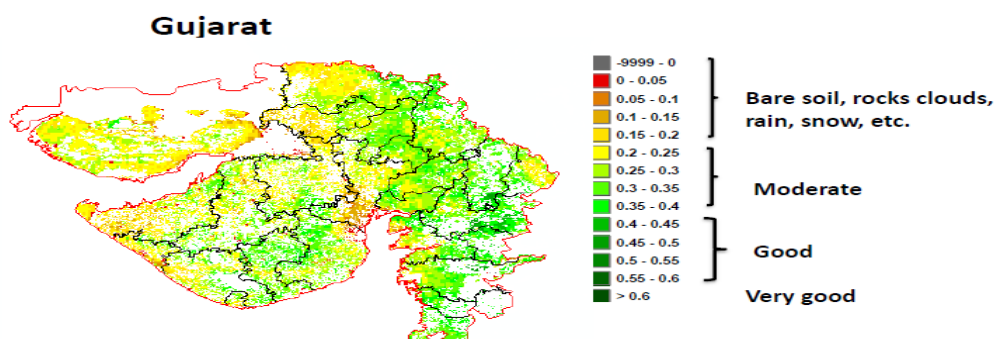 Gujarat
-9999 - 0
0 - 0.05
0.05 - 0.1
0.1 - 0.15
0.15 - 0.2
0.2 - 0.25
0.25 - 0.3
0.3 - 0.35
0.35 - 0.4
0.4 - 0.45
0.45 - 0.5
0.5 - 0.55
0.55 - 0.6
> 0.6
Bare soil, rocks clouds,
rain, snow, etc.
Moderate
Good
Very good